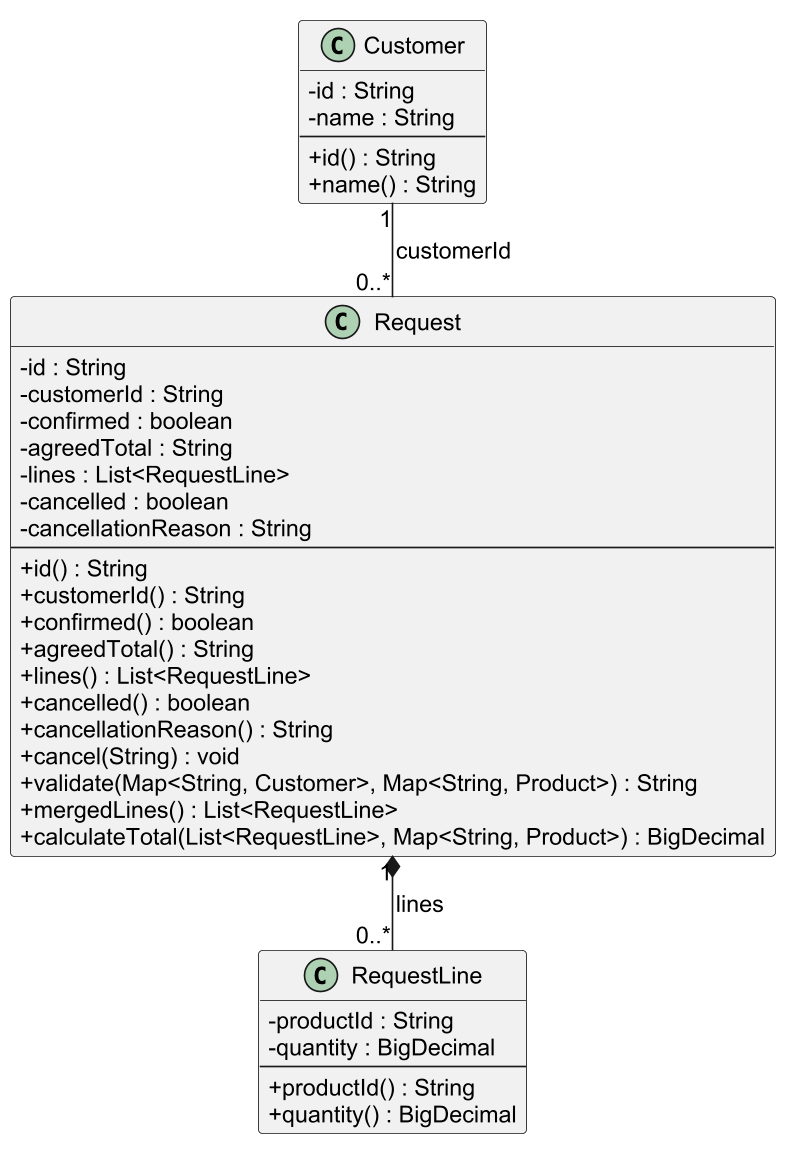 C Customer
-id : String
-name : String
+id() : String
+name() : String
1
customerId
0..*
C Request
-id : String
-customerId : String
-confirmed : boolean
-agreedTotal : String
-lines : List<RequestLine>
-cancelled : boolean
-cancellationReason : String
+id() : String
+customerId() : String
+confirmed() : boolean
+agreedTotal() : String
+lines() : List<RequestLine>
+cancelled() : boolean
+cancellationReason() : String
+cancel(String) : void
+validate(Map<String, Customer>, Map<String, Product>) : String
+mergedLines() : List<RequestLine>
+calculateTotal(List<RequestLine>, Map<String, Product>) : BigDecimal
1
lines
0..*
C RequestLine
-productId : String
-quantity : BigDecimal
+productId() : String
+quantity() : BigDecimal